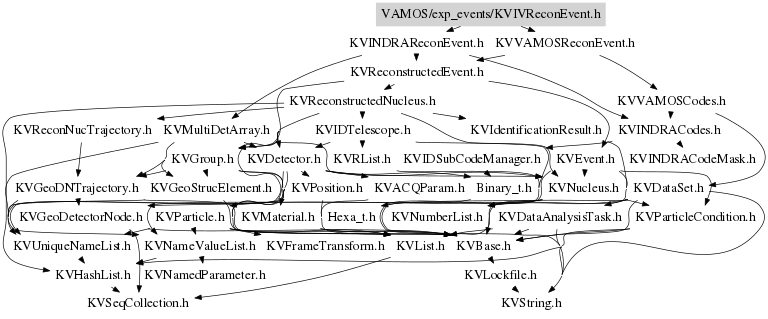 VAMOS/exp_events/KVIVReconEvent.h
KVINDRAReconEvent.h KVVAMOSReconEvent.h
KVReconstructedEvent.h
KVReconstructedNucleus.h KVVAMOSCodes.h
KVReconNucTrajectory.h KVMultiDetArray.h KVIDTelescope.h KVIdentificationResult.h KVINDRACodes.h
KVGroup.h KVDetector.h KVRList.h KVIDSubCodeManager.h KVEvent.h KVINDRACodeMask.h
KVGeoDNTrajectory.h KVGeoStrucElement.h KVPosition.h KVACQParam.h Binary_t.h KVNucleus.h KVDataSet.h
KVGeoDetectorNode.h KVParticle.h KVMaterial.h Hexa_t.h KVNumberList.h KVDataAnalysisTask.h KVParticleCondition.h
KVUniqueNameList.h KVNameValueList.h KVFrameTransform.h KVList.h KVBase.h
KVHashList.h KVNamedParameter.h KVLockfile.h
KVSeqCollection.h KVString.h